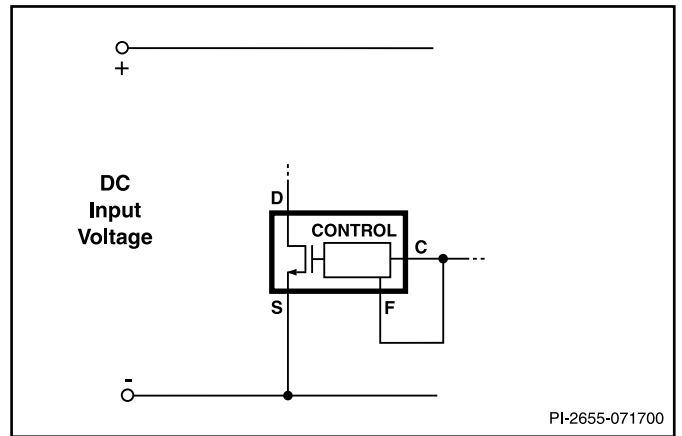 +
DC
Input
Voltage
D
CONTROL
C
S
F
-
PI-2655-071700